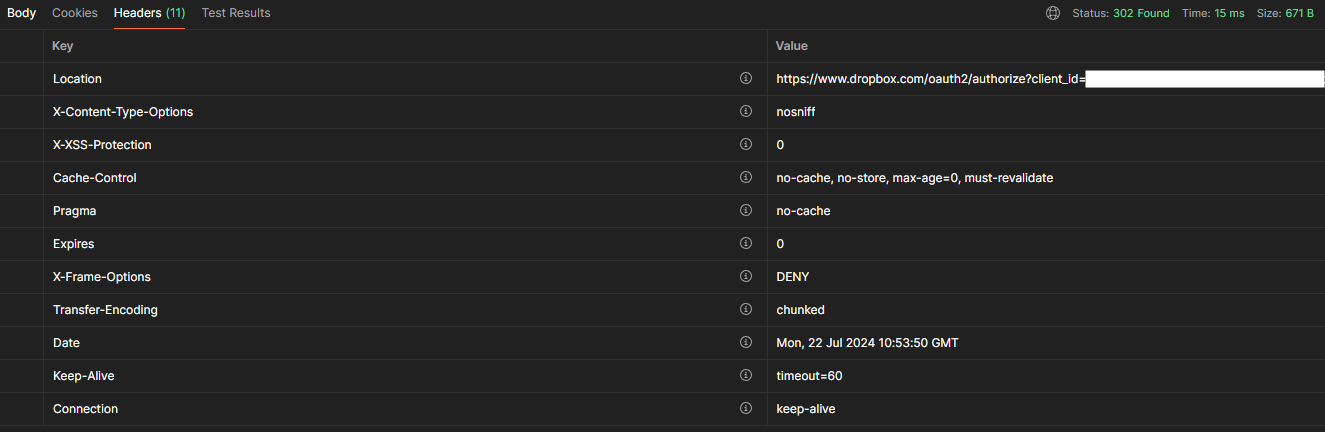 Body Cookies Headers (11) Test Results Status: 302 Found Time: 15 ms Size: 671 B
Key Value
Location https://www.dropbox.com/oauth2/authorize?client_id=
X-Content-Type-Options nosniff
X-XSS-Protection 0
Cache-Control no-cache, no-store, max-age=0, must-revalidate
Pragma no-cache
Expires 0
X-Frame-Options DENY
Transfer-Encoding chunked
Date Mon, 22 Jul 2024 10:53:50 GMT
Keep-Alive timeout=60
Connection keep-alive